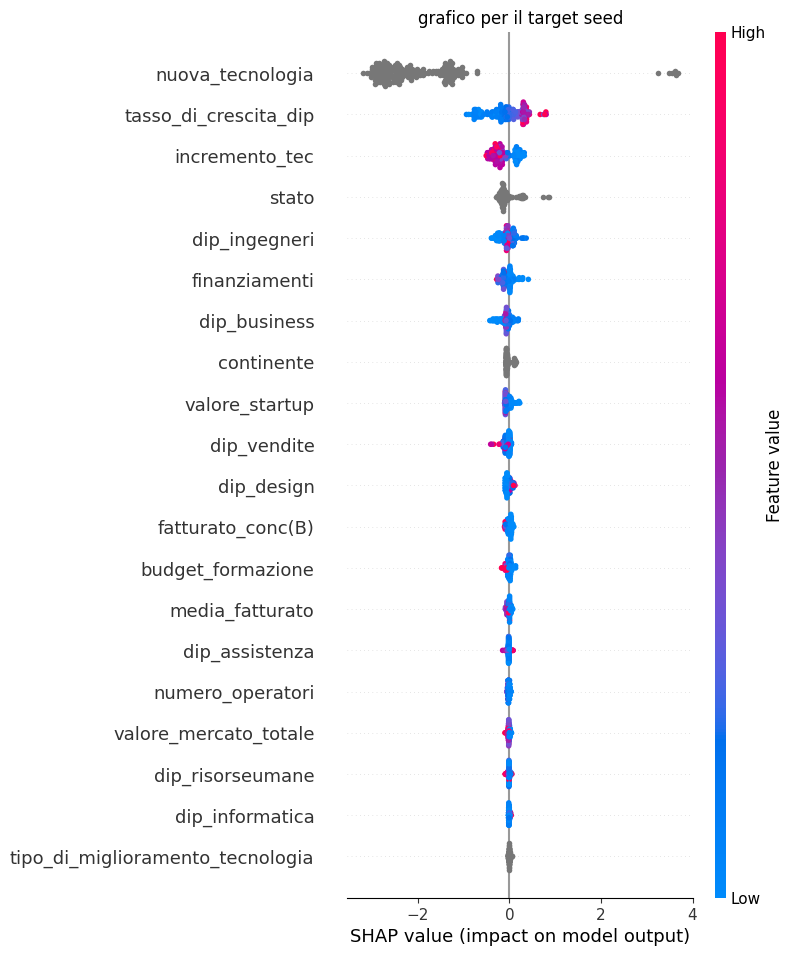 grafico per il target seed
High
nuova_tecnologia
tasso_di_crescita_dip
incremento_tec
stato
dip_ingegneri
finanziamenti
dip_business
continente
valore_startup
dip_vendite
dip_design
fatturato_conc(B)
budget_formazione
media_fatturato
dip_assistenza
numero_operatori
valore_mercato_totale
dip_risorseumane
dip_informatica
tipo_di_miglioramento_tecnologia
Feature value
Low
−2 0 2 4
SHAP value (impact on model output)